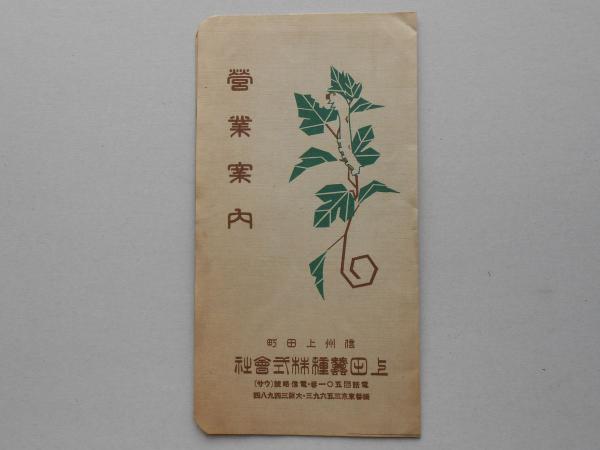 營業案內
信州上田町
上田蠶種株式會社
電話五〇一番・電信略號(ウサ)
振替東京三五六九三・大阪三四九八四